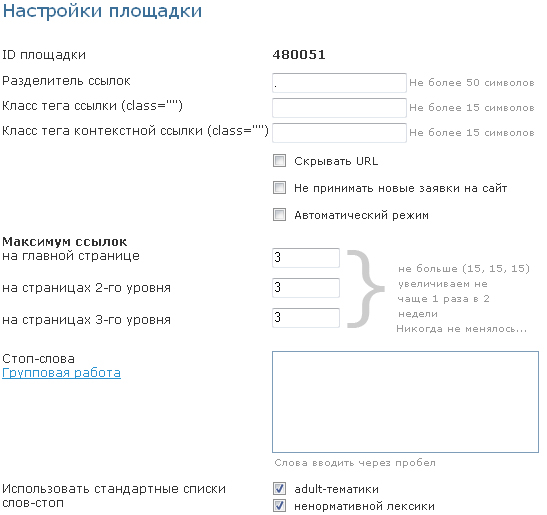 Настройки площадки
ID площадки 480051
Разделитель ссылок . Не более 50 символов
Класс тега ссылки (class="") Не более 15 символов
Класс тега контекстной ссылки (class="") Не более 15 символов
Скрывать URL
Не принимать новые заявки на сайт
Автоматический режим
Максимум ссылок
на главной странице 3
на страницах 2-го уровня 3
на страницах 3-го уровня 3
не больше (15, 15, 15)
увеличиваем не
чаще 1 раза в 2
недели
Никогда не менялось...
Стоп-слова
Групповая работа
Слова вводить через пробел
Использовать стандартные списки
слов-стоп
adult-тематики
ненормативной лексики